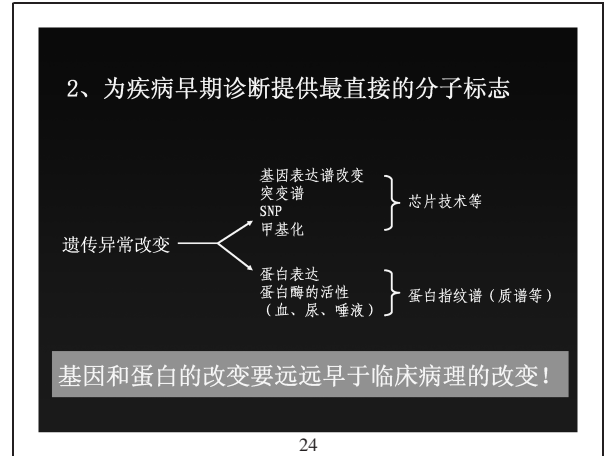 2、为疾病早期诊断提供最直接的分子标志
基因表达谱改变
突变谱
SNP
甲基化
芯片技术等
遗传异常改变
蛋白表达
蛋白酶的活性
（血、尿、唾液）
蛋白指纹谱（质谱等）
基因和蛋白的改变要远远早于临床病理的改变！
24